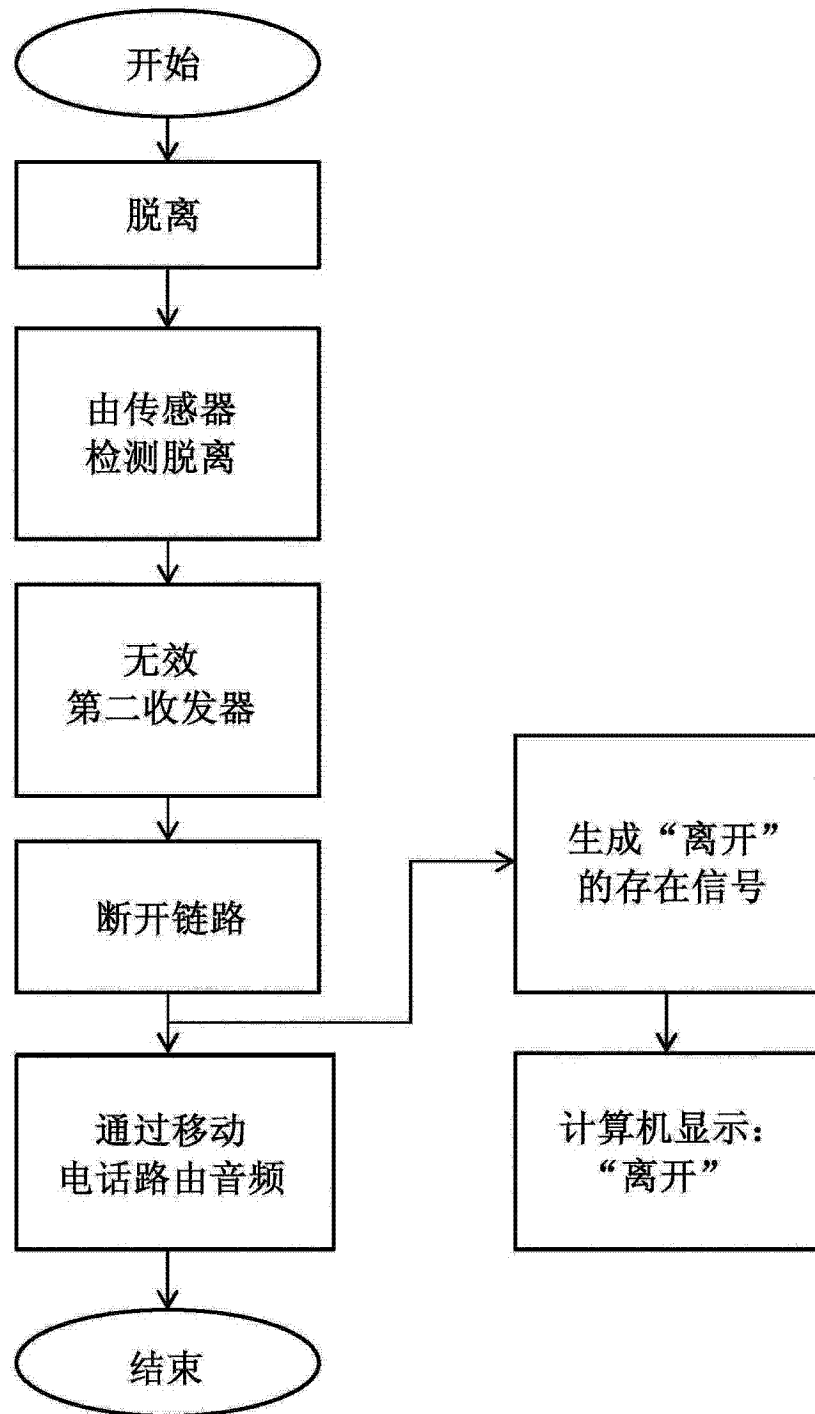 开始
脱离
由传感器
检测脱离
无效
第二收发器
断开链路
通过移动
电话路由音频
结束
生成“离开”
的存在信号
计算机显示：
“离开”